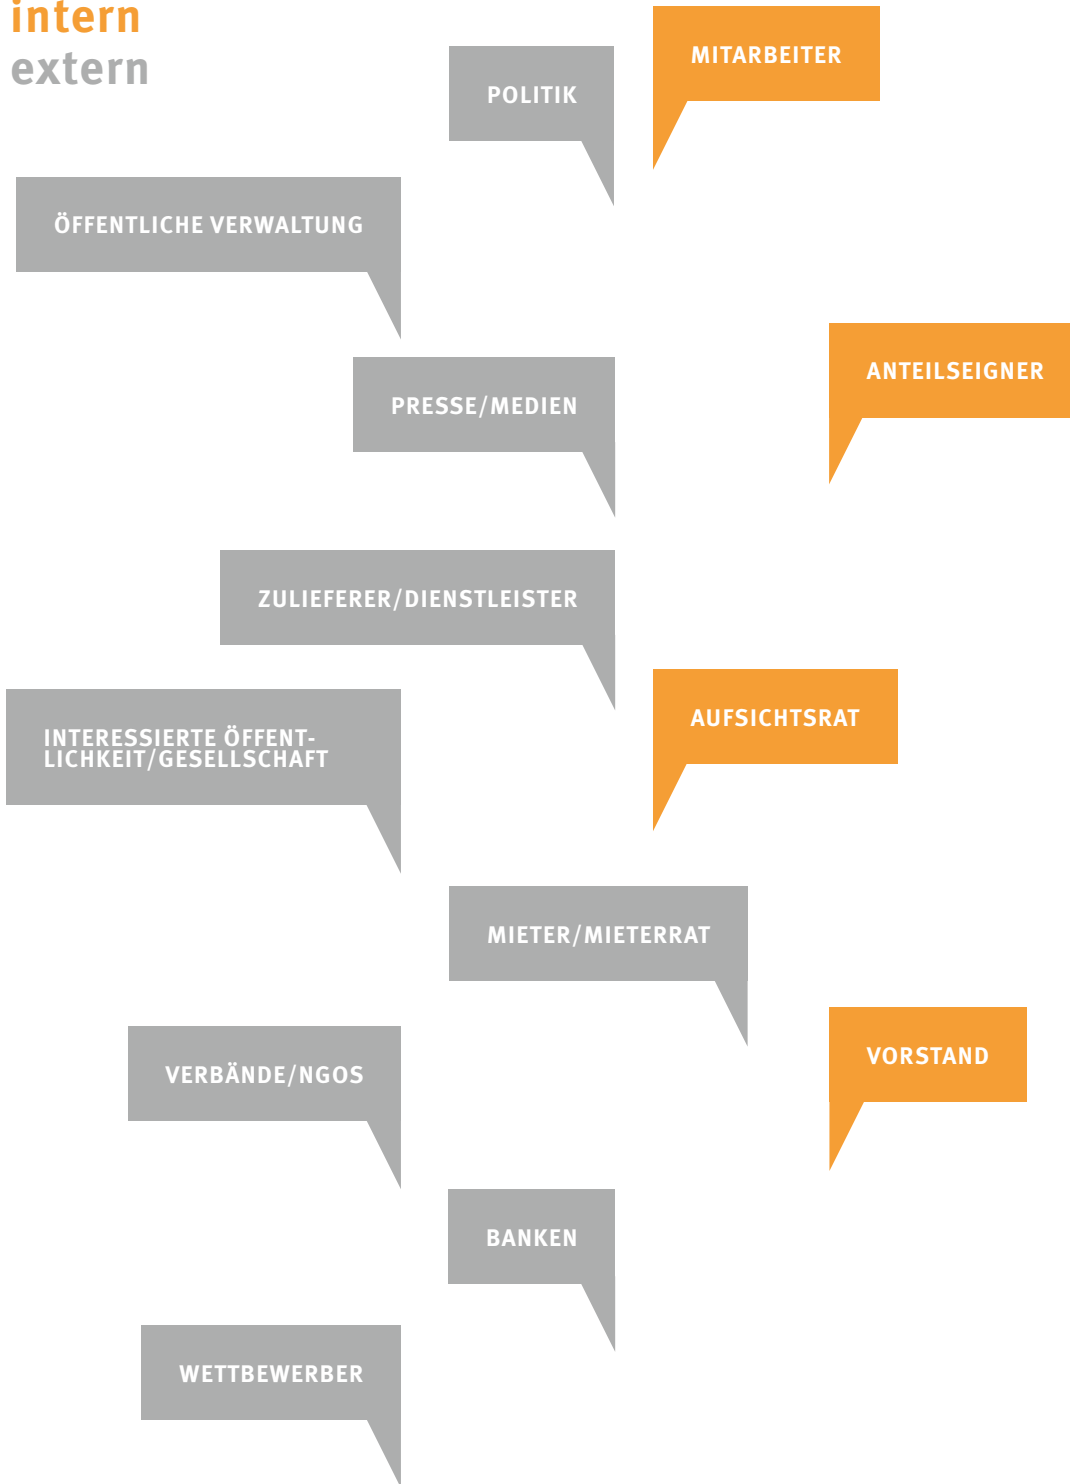 intern
extern
MITARBEITER
POLITIK
ÖFFENTLICHE VERWALTUNG
ANTEILSEIGNER
PRESSE/MEDIEN
ZULIEFERER/DIENSTLEISTER
AUFSICHTSRAT
INTERESSIERTE ÖFFENT-
LICHKEIT/GESELLSCHAFT
MIETER/MIETERRAT
VORSTAND
VERBÄNDE/NGOS
BANKEN
WETTBEWERBER